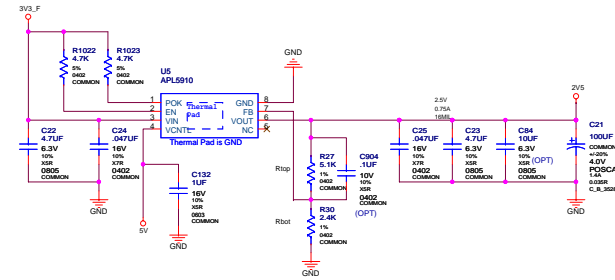 3V3_F
R1022
4.7K
5%
0402
COMMON
R1023
4.7K
5%
0402
COMMON
U5
APL5910
1 POK
2 EN
3 VIN
4 VCNTL
Thermal
Pad
GND 8
FB 7
VOUT 6
NC 5
Thermal Pad is GND
GND
2V5
2.5V
0.75A
16MIL
C22
4.7UF
6.3V
10%
X5R
0805
COMMON
C24
.047UF
16V
10%
X7R
0402
COMMON
GND
C132
1UF
16V
10%
X5R
0603
COMMON
5V
GND
Rtop
R27
5.1K
1%
0402
COMMON
C904
.1UF
10V
10%
X5R
0402
COMMON
(OPT)
Rbot
R30
2.4K
1%
0402
COMMON
GND
C25
.047UF
16V
10%
X7R
0402
COMMON
C23
4.7UF
6.3V
10%
X5R
0805
COMMON
C84
10UF
6.3V
10%
X5R
0805
COMMON
(OPT)
GND
C21
100UF
COMMON
+/-20%
4.0V
POSCA
1.4A
0.035R
C_B_3528
GND